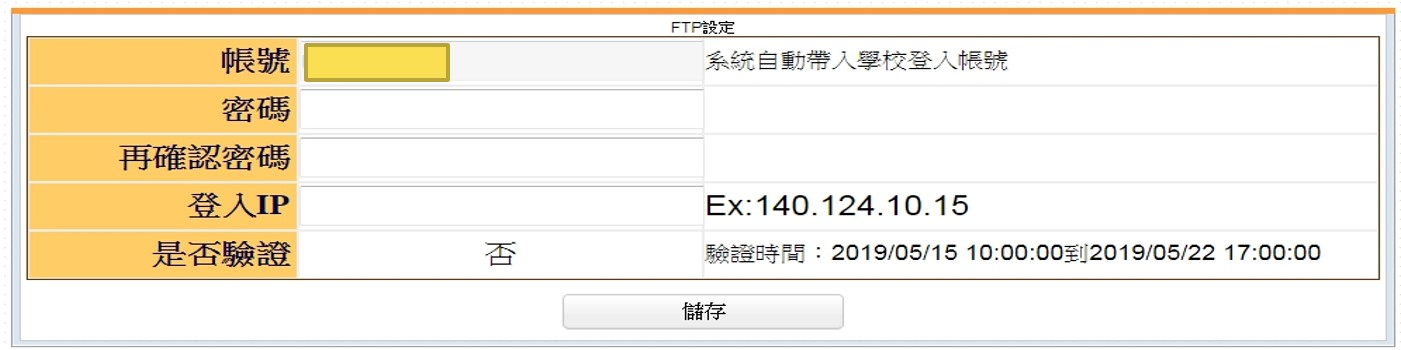 FTP設定
帳號 系統自動帶入學校登入帳號
密碼
再確認密碼
登入IP Ex:140.124.10.15
是否驗證 否 驗證時間：2019/05/15 10:00:00到2019/05/22 17:00:00
儲存